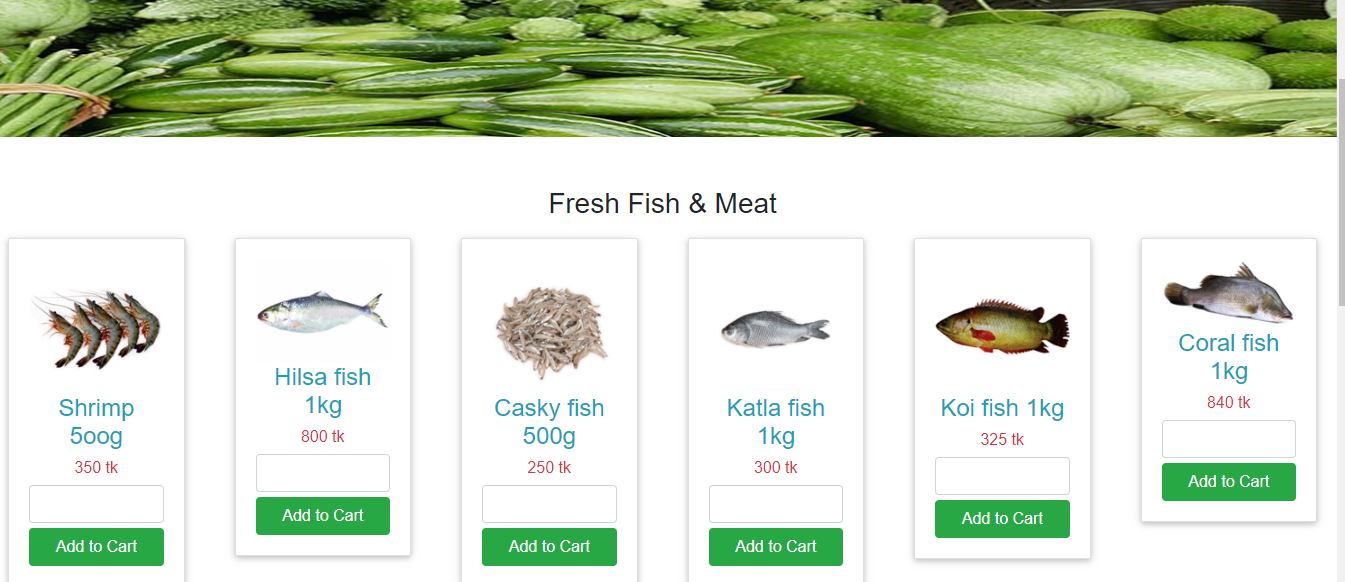 Fresh Fish & Meat
Shrimp
5oog
350 tk
Add to Cart
Hilsa fish
1kg
800 tk
Add to Cart
Casky fish
500g
250 tk
Add to Cart
Katla fish
1kg
300 tk
Add to Cart
Koi fish 1kg
325 tk
Add to Cart
Coral fish
1kg
840 tk
Add to Cart